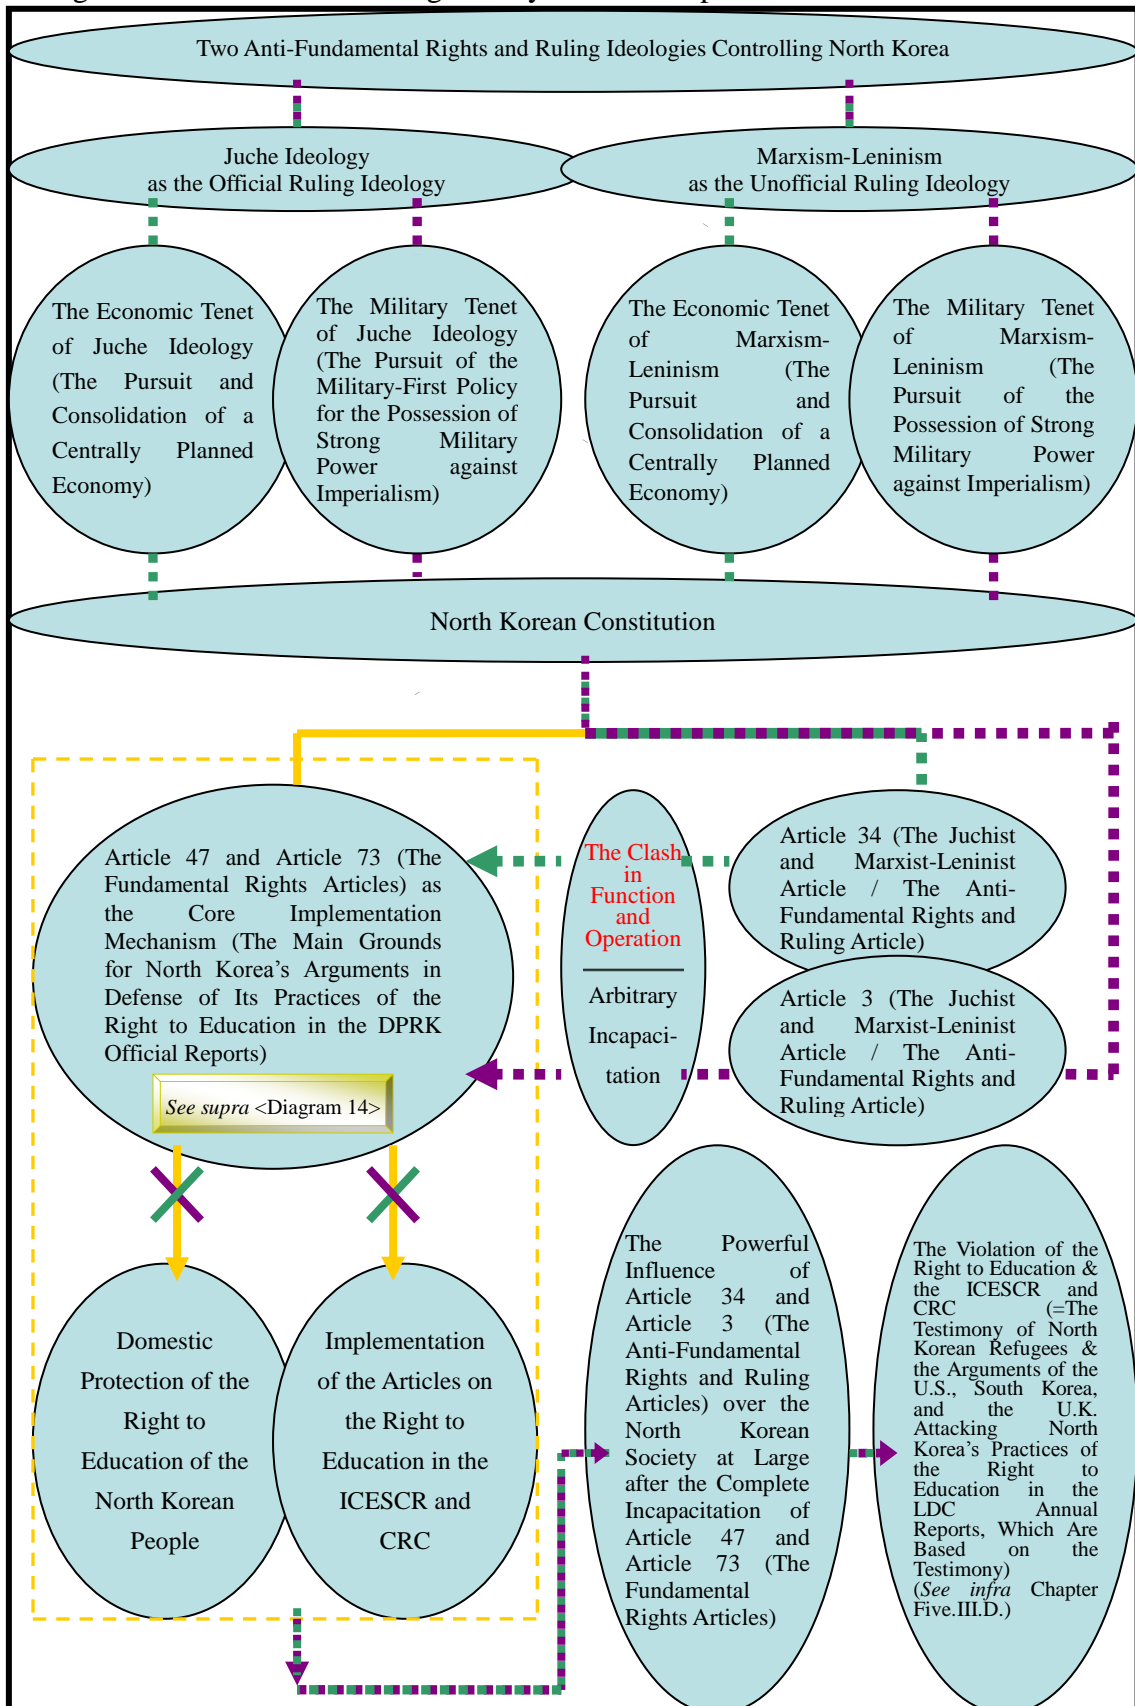 Two Anti-Fundamental Rights and Ruling Ideologies Controlling North Korea
Juche Ideology
as the Official Ruling Ideology
Marxism-Leninism
as the Unofficial Ruling Ideology
The Economic Tenet
of Juche Ideology
(The Pursuit and
Consolidation of a
Centrally Planned
Economy)
The Military Tenet
of Juche Ideology
(The Pursuit of the
Military-First Policy
for the Possession of
Strong Military
Power against
Imperialism)
The Economic Tenet
of Marxism-
Leninism (The
Pursuit and
Consolidation of a
Centrally Planned
Economy)
The Military Tenet
of Marxism-
Leninism (The
Pursuit of the
Possession of Strong
Military Power
against Imperialism)
North Korean Constitution
Article 47 and Article 73 (The
Fundamental Rights Articles) as
the Core Implementation
Mechanism (The Main Grounds
for North Korea’s Arguments in
Defense of Its Practices of the
Right to Education in the DPRK
Official Reports)
See supra <Diagram 14>
The Clash
in
Function
and
Operation
Arbitrary
Incapaci-
tation
Article 34 (The Juchist
and Marxist-Leninist
Article / The Anti-
Fundamental Rights and
Ruling Article)
Article 3 (The Juchist
and Marxist-Leninist
Article / The Anti-
Fundamental Rights and
Ruling Article)
Domestic
Protection of the
Right to
Education of the
North Korean
People
Implementation
of the Articles on
the Right to
Education in the
ICESCR and
CRC
The Powerful
Influence of
Article 34 and
Article 3 (The
Anti-Fundamental
Rights and Ruling
Articles) over the
North Korean
Society at Large
after the Complete
Incapacitation of
Article 47 and
Article 73 (The
Fundamental
Rights Articles)
The Violation of the
Right to Education &
the ICESCR and
CRC (=The
Testimony of North
Korean Refugees &
the Arguments of the
U.S., South Korea,
and the U.K.
Attacking North
Korea’s Practices of
the Right to
Education in the
LDC Annual
Reports, Which Are
Based on the
Testimony)
(See infra Chapter
Five.III.D.)